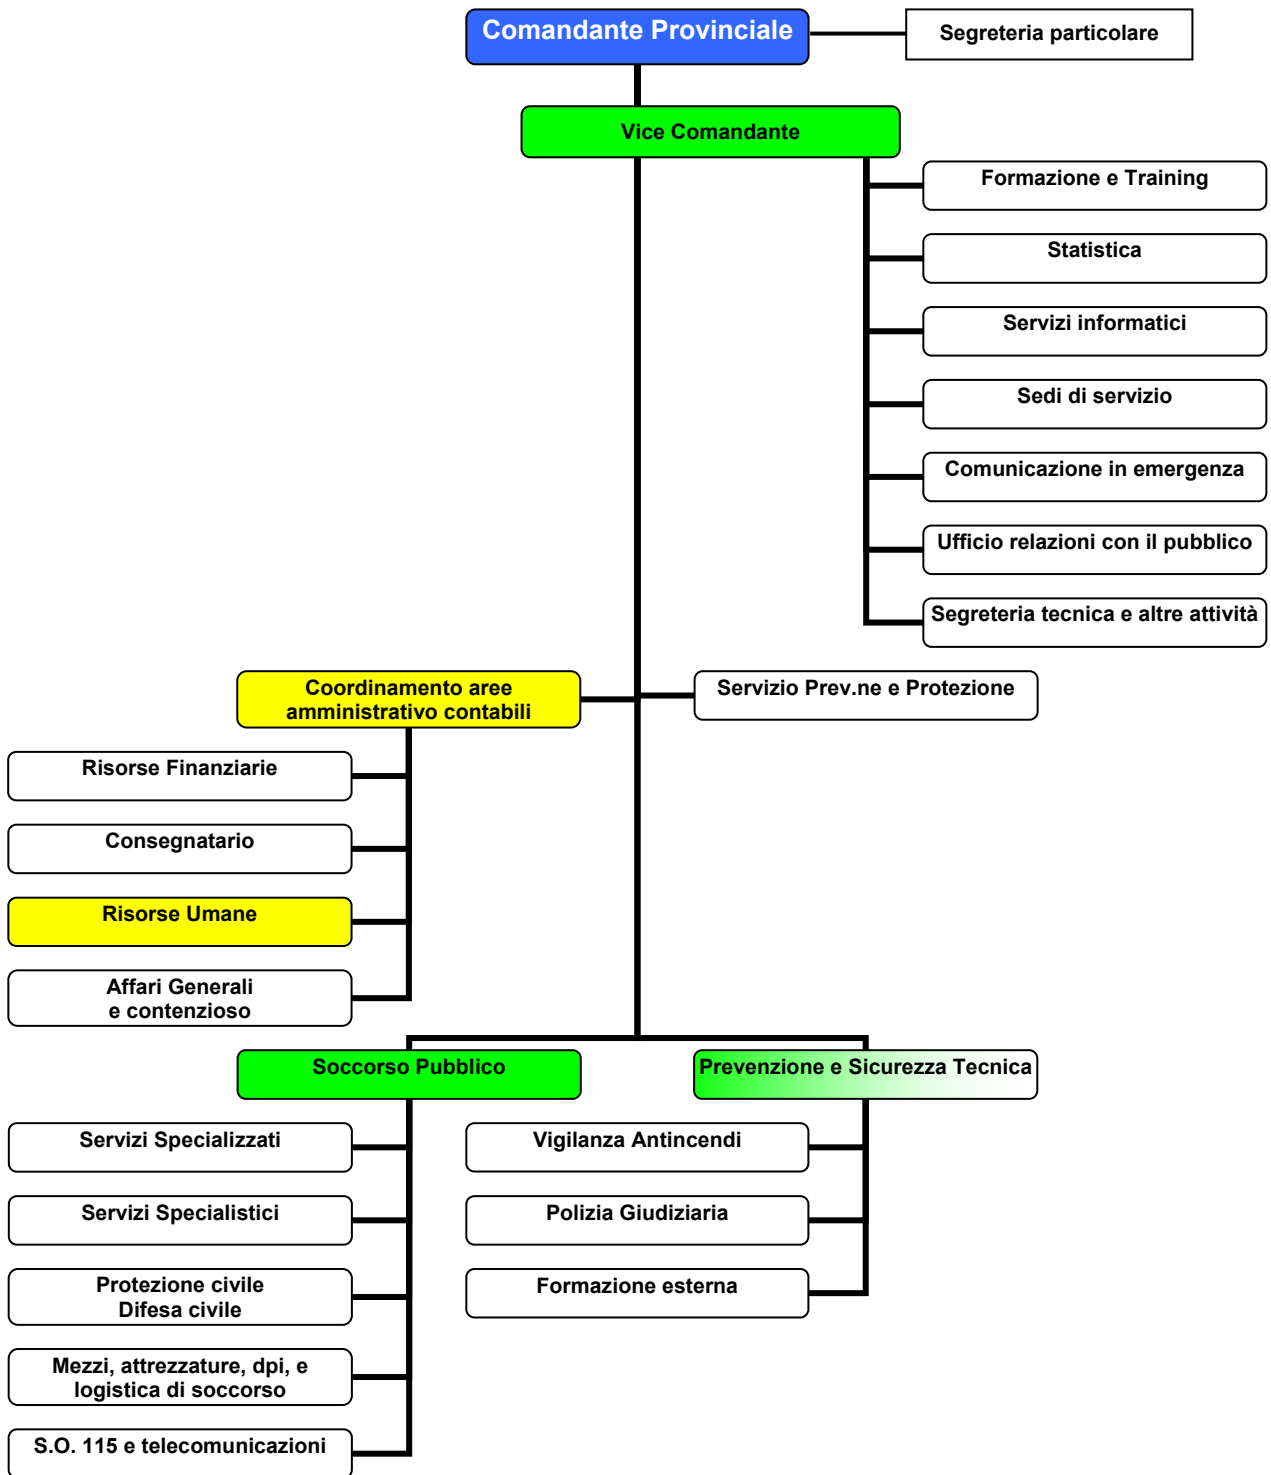 Comandante Provinciale
Segreteria particolare
Vice Comandante
Formazione e Training
Statistica
Servizi informatici
Sedi di servizio
Comunicazione in emergenza
Ufficio relazioni con il pubblico
Segreteria tecnica e altre attività
Coordinamento aree
amministrativo contabili
Servizio Prev.ne e Protezione
Risorse Finanziarie
Consegnatario
Risorse Umane
Affari Generali
e contenzioso
Soccorso Pubblico
Prevenzione e Sicurezza Tecnica
Servizi Specializzati
Servizi Specialistici
Protezione civile
Difesa civile
Mezzi, attrezzature, dpi, e
logistica di soccorso
S.O. 115 e telecomunicazioni
Vigilanza Antincendi
Polizia Giudiziaria
Formazione esterna